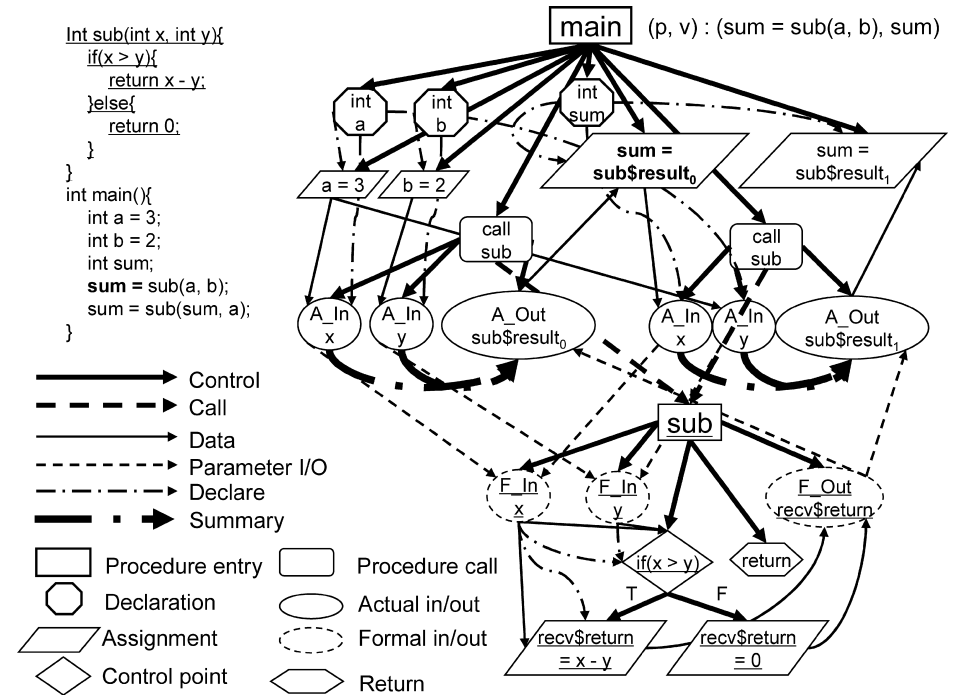 Int sub(int x, int y){
if(x > y){
return x - y;
}else{
return 0;
}
}
int main(){
int a = 3;
int b = 2;
int sum;
sum = sub(a, b);
sum = sub(sum, a);
}
main
(p, v) : (sum = sub(a, b), sum)
int
a
int
b
int
sum
a = 3
b = 2
sum =
sub$result0
sum =
sub$result1
call
sub
call
sub
A_In
x
A_In
y
A_Out
sub$result0
A_In
x
A_In
y
A_Out
sub$result1
sub
F_In
x
F_In
y
F_Out
recv$return
if(x > y)
return
T
F
recv$return
= x - y
recv$return
= 0
Control
Call
Data
Parameter I/O
Declare
Summary
Procedure entry
Procedure call
Declaration
Actual in/out
Assignment
Formal in/out
Control point
Return